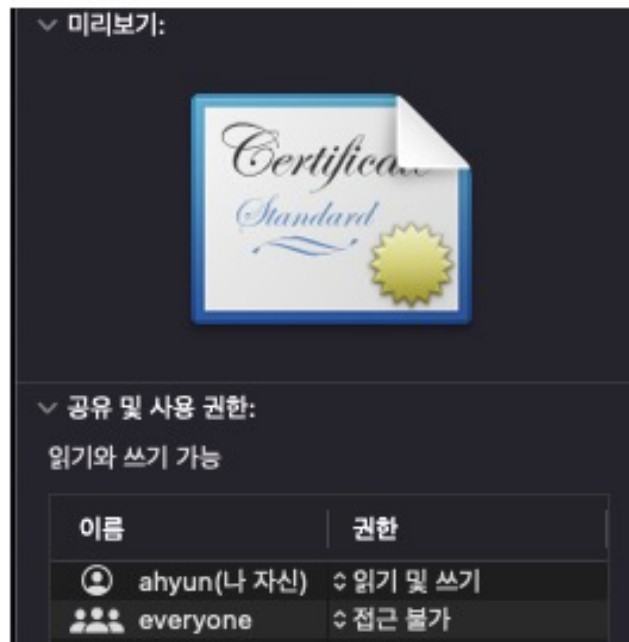 미리보기:
Certificate
Standard
공유 및 사용 권한:
읽기와 쓰기 가능
이름 권한
ahyun(나 자신) 읽기 및 쓰기
everyone 접근 불가